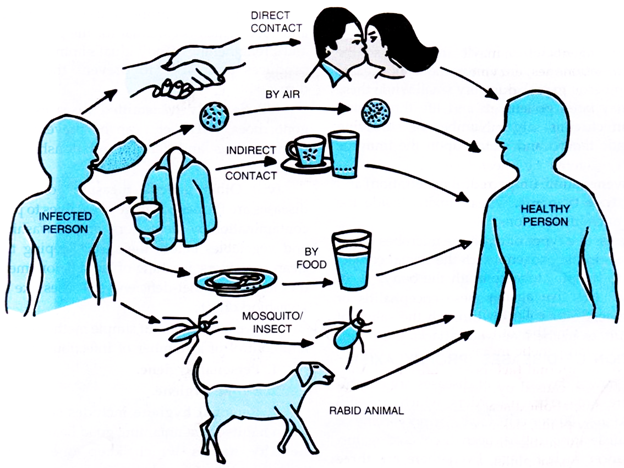 DIRECT
CONTACT
BY AIR
INDIRECT
CONTACT
INFECTED
PERSON
HEALTHY
PERSON
BY
FOOD
MOSQUITO/
INSECT
RABID ANIMAL